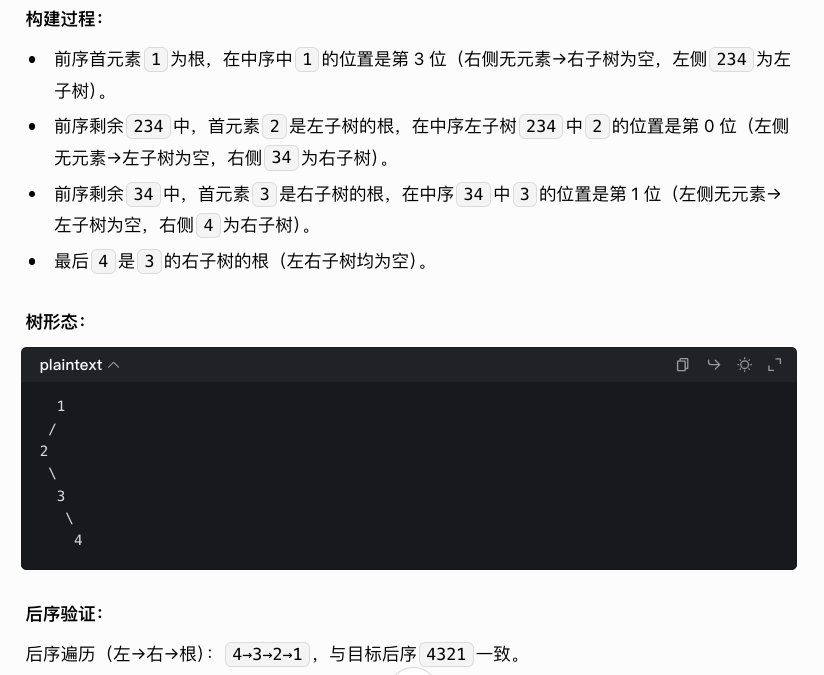 构建过程：
• 前序首元素 1 为根，在中序中 1 的位置是第 3 位（右侧无元素→右子树为空，左侧 234 为左
子树）。
• 前序剩余 234 中，首元素 2 是左子树的根，在中序左子树 234 中 2 的位置是第 0 位（左侧
无元素→左子树为空，右侧 34 为右子树）。
• 前序剩余 34 中，首元素 3 是右子树的根，在中序 34 中 3 的位置是第 1 位（左侧无元素→
左子树为空，右侧 4 为右子树）。
• 最后 4 是 3 的右子树的根（左右子树均为空）。
树形态：
plaintext
  1
 /
2
 \
  3
   \
    4
后序验证：
后序遍历（左→右→根）： 4→3→2→1 ，与目标后序 4321 一致。